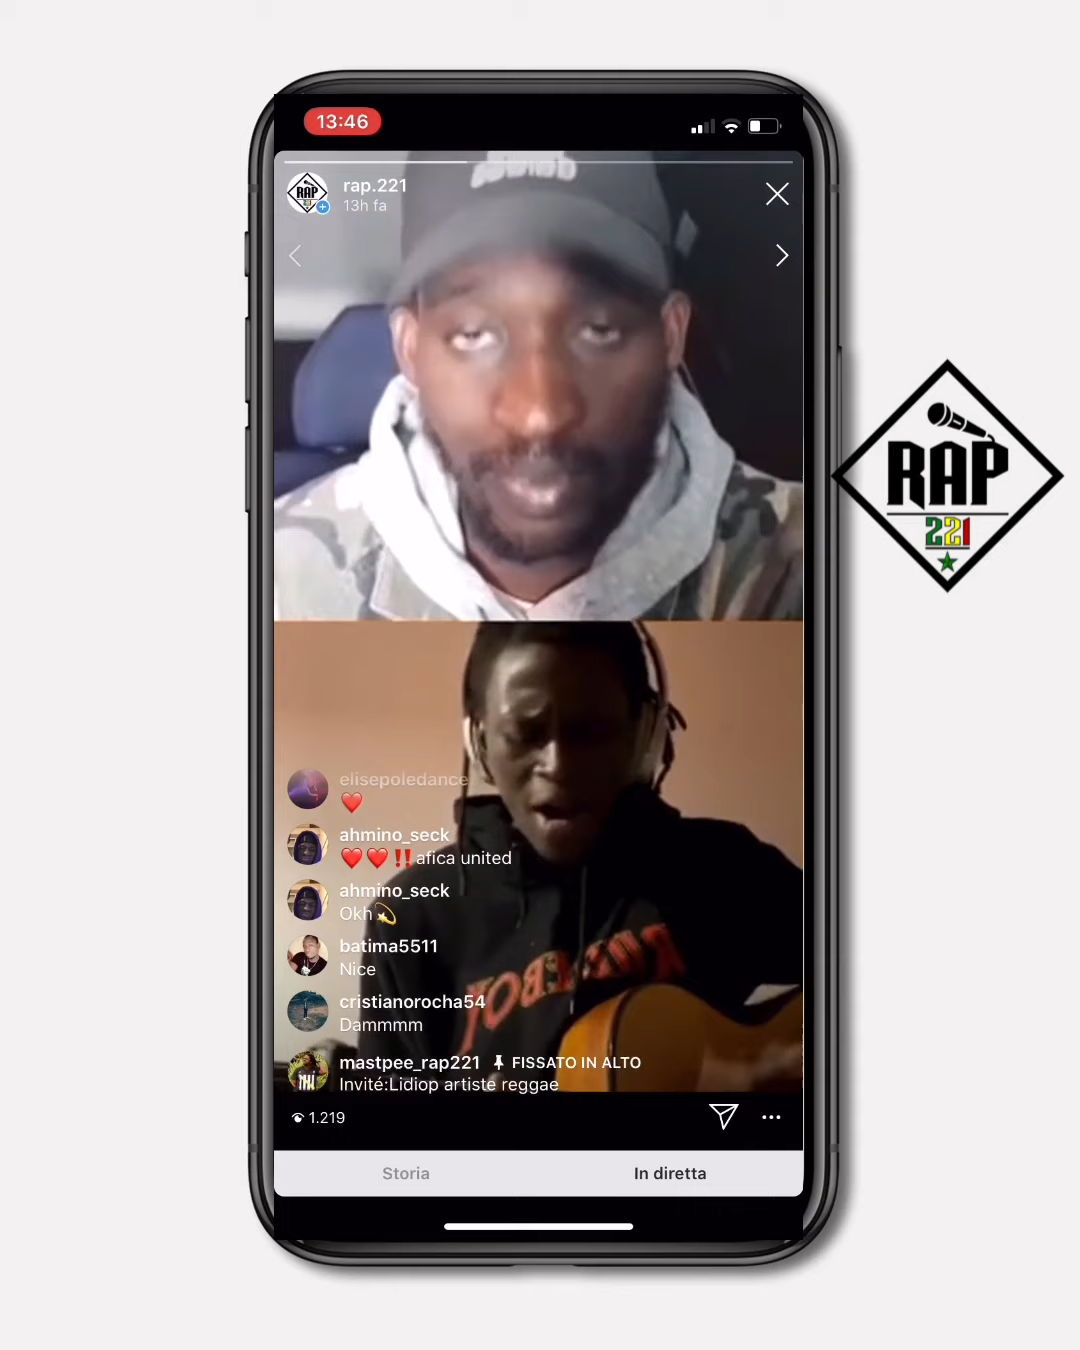 13:46
RAP
rap.221
13h fa
RAP
221
elisepoledance
❤️
ahmino_seck
❤️❤️‼️afica united
ahmino_seck
Okh💫
batima5511
Nice
cristianorocha54
Dammmm
mastpee_rap221 📌 FISSATO IN ALTO
Invité:Lidiop artiste reggae
1.219
Storia
In diretta